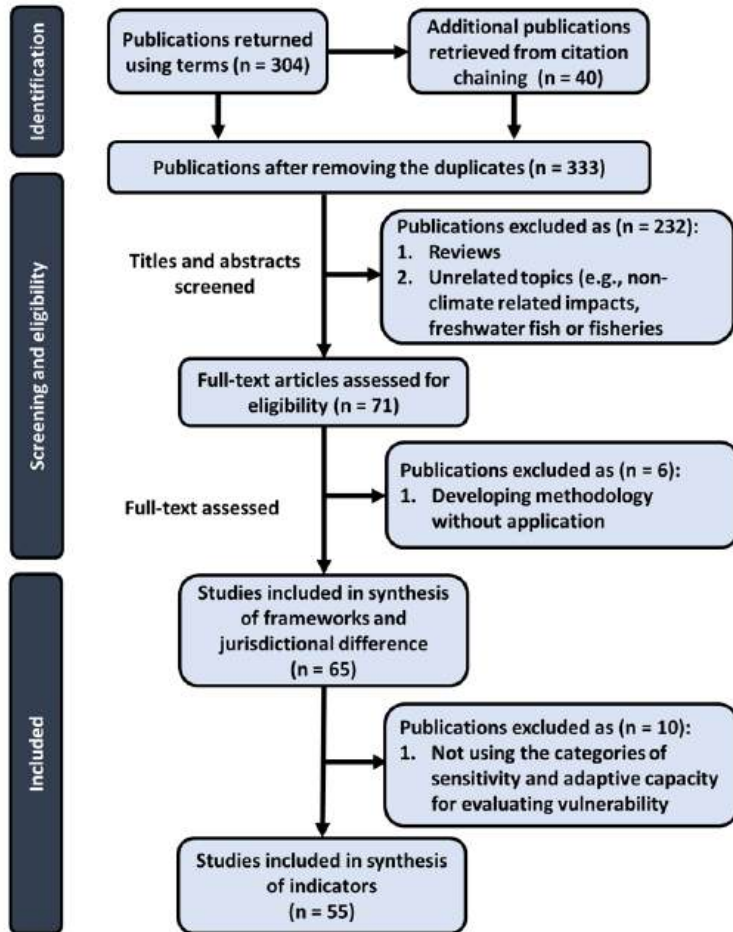 Identification
Publications returned
using terms (n = 304)
Additional publications
retrieved from citation
chaining (n = 40)
Publications after removing the duplicates (n = 333)
Screening and eligibility
Titles and abstracts
screened
Publications excluded as (n = 232):
1. Reviews
2. Unrelated topics (e.g., non-
climate related impacts,
freshwater fish or fisheries
Full-text articles assessed for
eligibility (n = 71)
Full-text assessed
Publications excluded as (n = 6):
1. Developing methodology
without application
Included
Studies included in synthesis
of frameworks and
jurisdictional difference
(n = 65)
Publications excluded as (n = 10):
1. Not using the categories of
sensitivity and adaptive capacity
for evaluating vulnerability
Studies included in synthesis
of indicators
(n = 55)